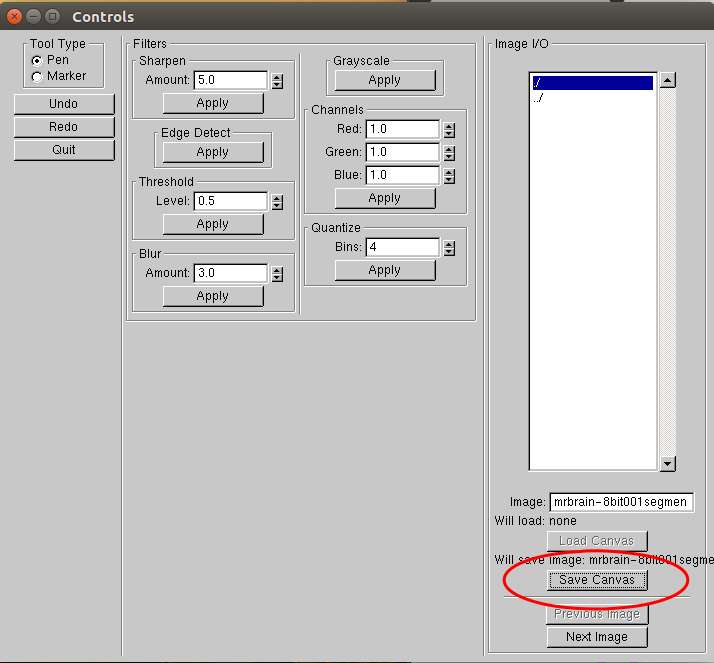 Controls
Tool Type
Pen
Marker
Undo
Redo
Quit
Filters
Sharpen
Amount: 5.0
Apply
Edge Detect
Apply
Threshold
Level: 0.5
Apply
Blur
Amount: 3.0
Apply
Grayscale
Apply
Channels
Red: 1.0
Green: 1.0
Blue: 1.0
Apply
Quantize
Bins: 4
Apply
Image I/O
./
../
Image: mrbrain-8bit001segmen
Will load: none
Load Canvas
Will save image: mrbrain-8bit001segme
Save Canvas
Previous Image
Next Image